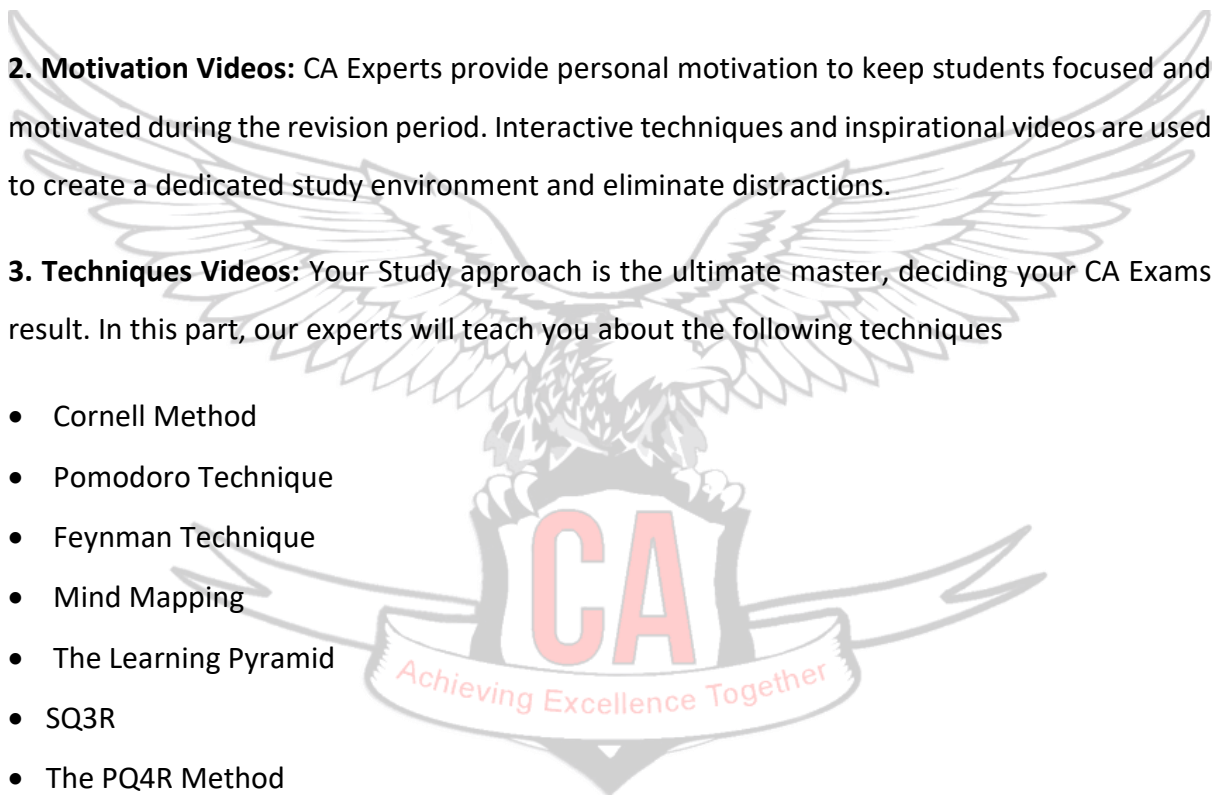 2. Motivation Videos: CA Experts provide personal motivation to keep students focused and
motivated during the revision period. Interactive techniques and inspirational videos are used
to create a dedicated study environment and eliminate distractions.
3. Techniques Videos: Your Study approach is the ultimate master, deciding your CA Exams
result. In this part, our experts will teach you about the following techniques
• Cornell Method
• Pomodoro Technique
• Feynman Technique
• Mind Mapping
• The Learning Pyramid
• SQ3R
• The PQ4R Method
CA
Achieving Excellence Together